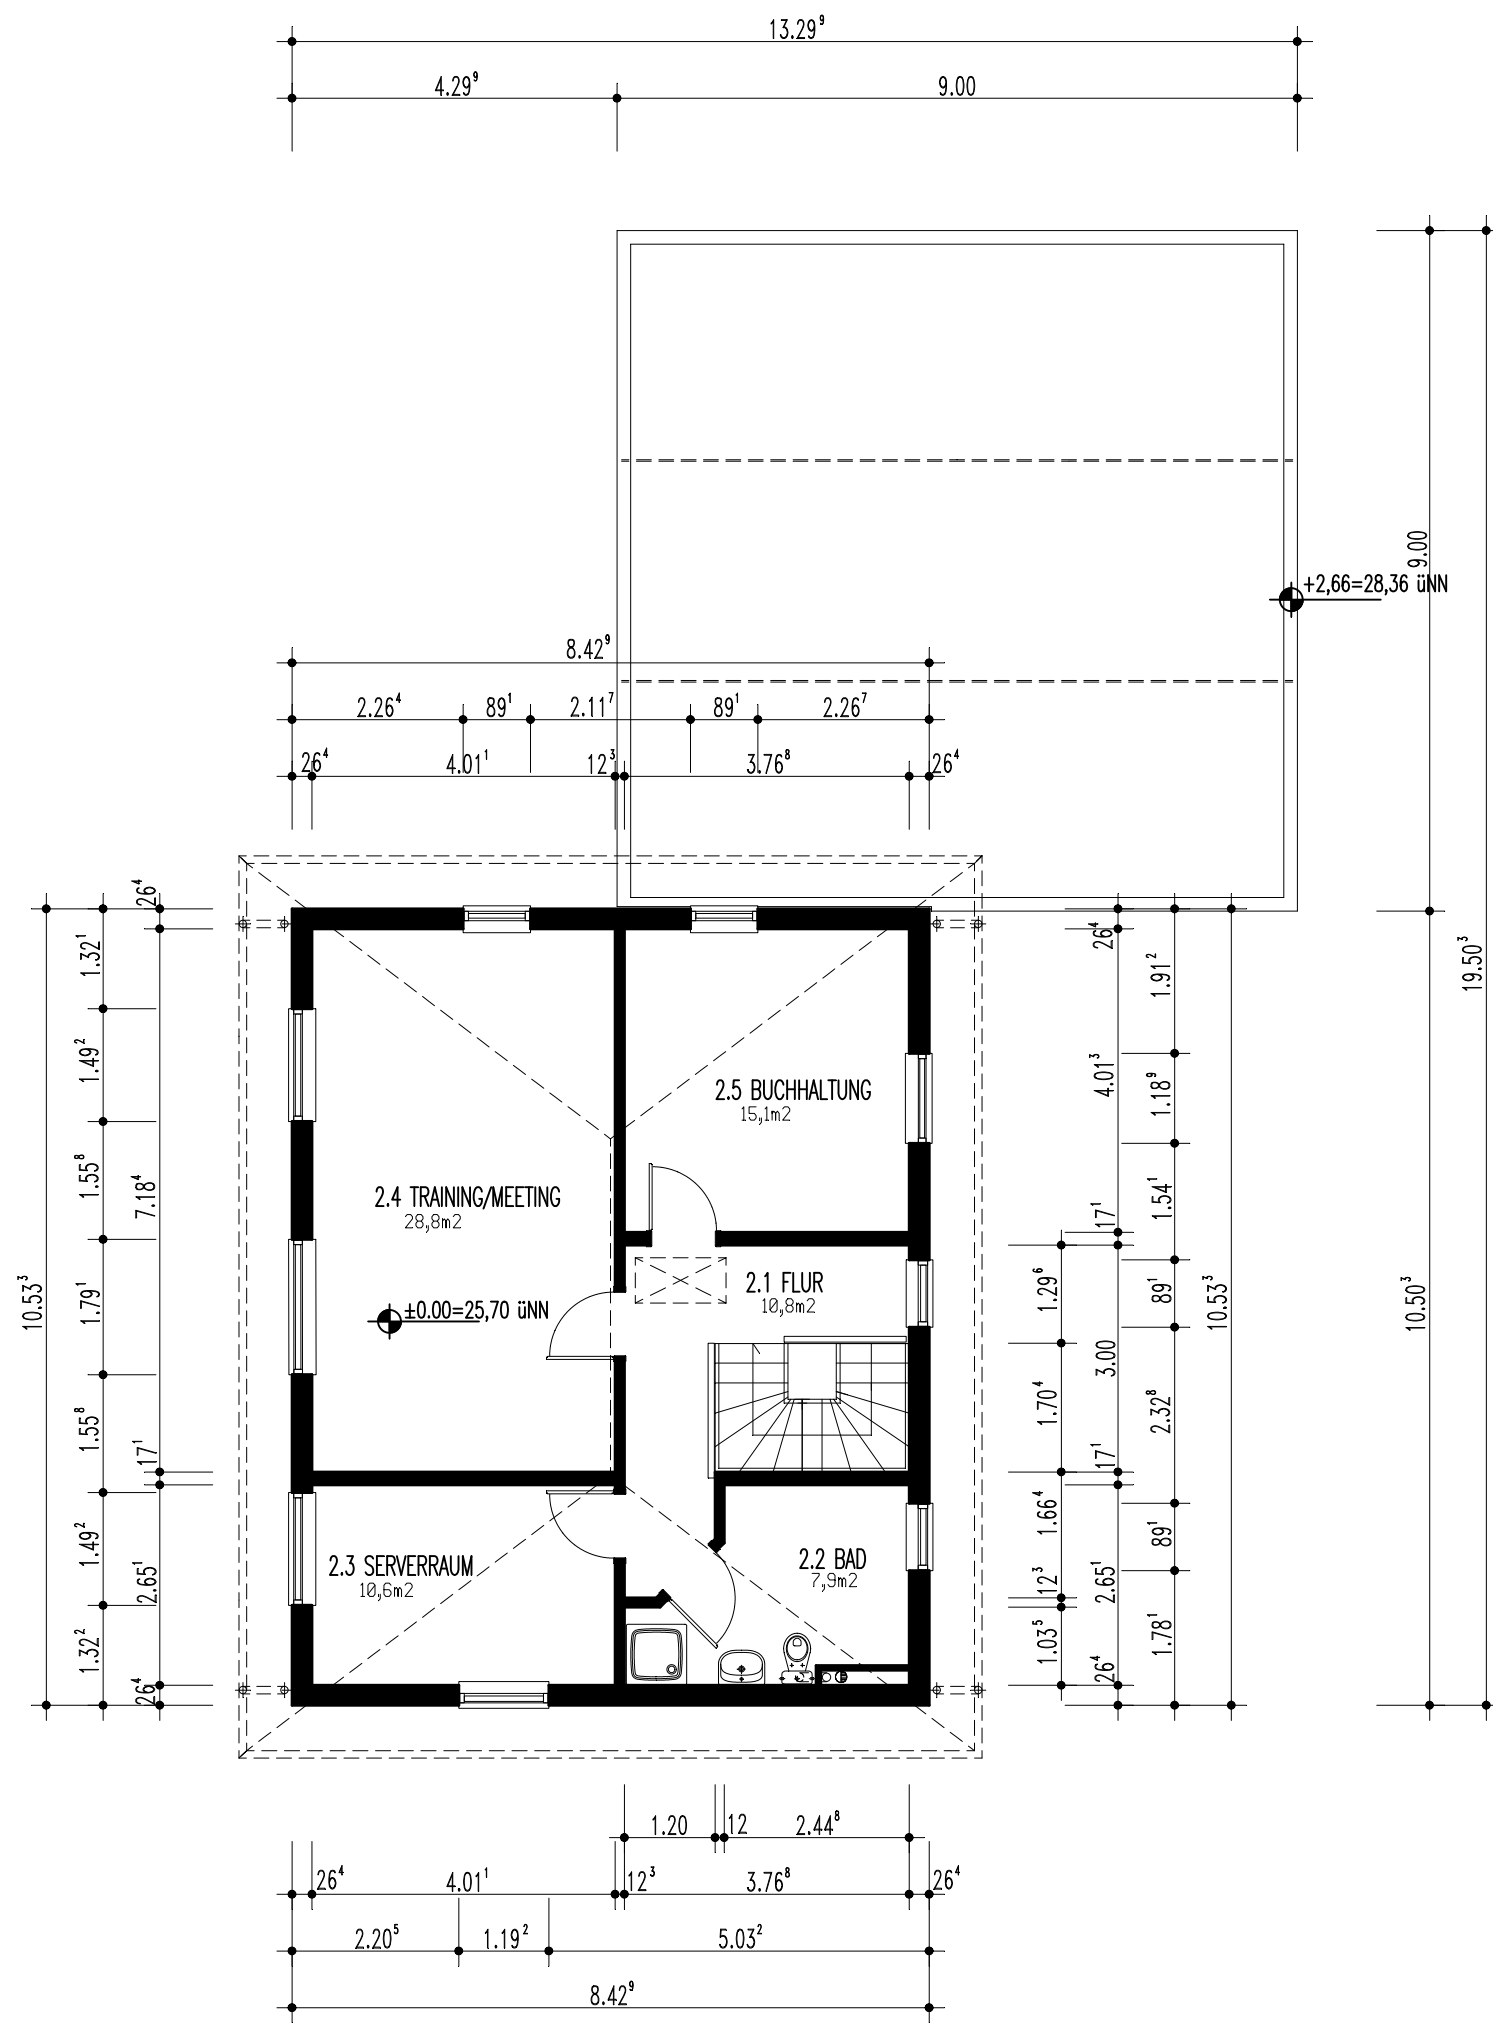 13.29⁹
4.29⁹
9.00
9.00
+2,66=28,36 üNN
8.42⁹
2.26⁴ 89¹ 2.11⁷ 89¹ 2.26⁷
26⁴ 4.01¹ 12³ 3.76⁸ 26⁴
10.53³
1.32¹
1.49²
1.55⁸
1.79¹
1.55⁸
1.49²
1.32²
26⁴
7.18⁴
17¹
2.65¹
26⁴
2.5 BUCHHALTUNG
15,1m2
2.4 TRAINING/MEETING
28,8m2
2.1 FLUR
10,8m2
±0.00=25,70 üNN
2.3 SERVERRAUM
10,6m2
2.2 BAD
7,9m2
1.29⁶
1.70⁴
1.66⁴
12³
1.03⁵
26⁴
4.01³
17¹
3.00
17¹
2.65¹
26⁴
1.91²
1.18⁹
1.54¹
89¹
2.32⁸
89¹
1.78¹
10.53³
10.50³
19.50³
1.20 12 2.44⁸
26⁴ 4.01¹ 12³ 3.76⁸ 26⁴
2.20⁵ 1.19² 5.03²
8.42⁹